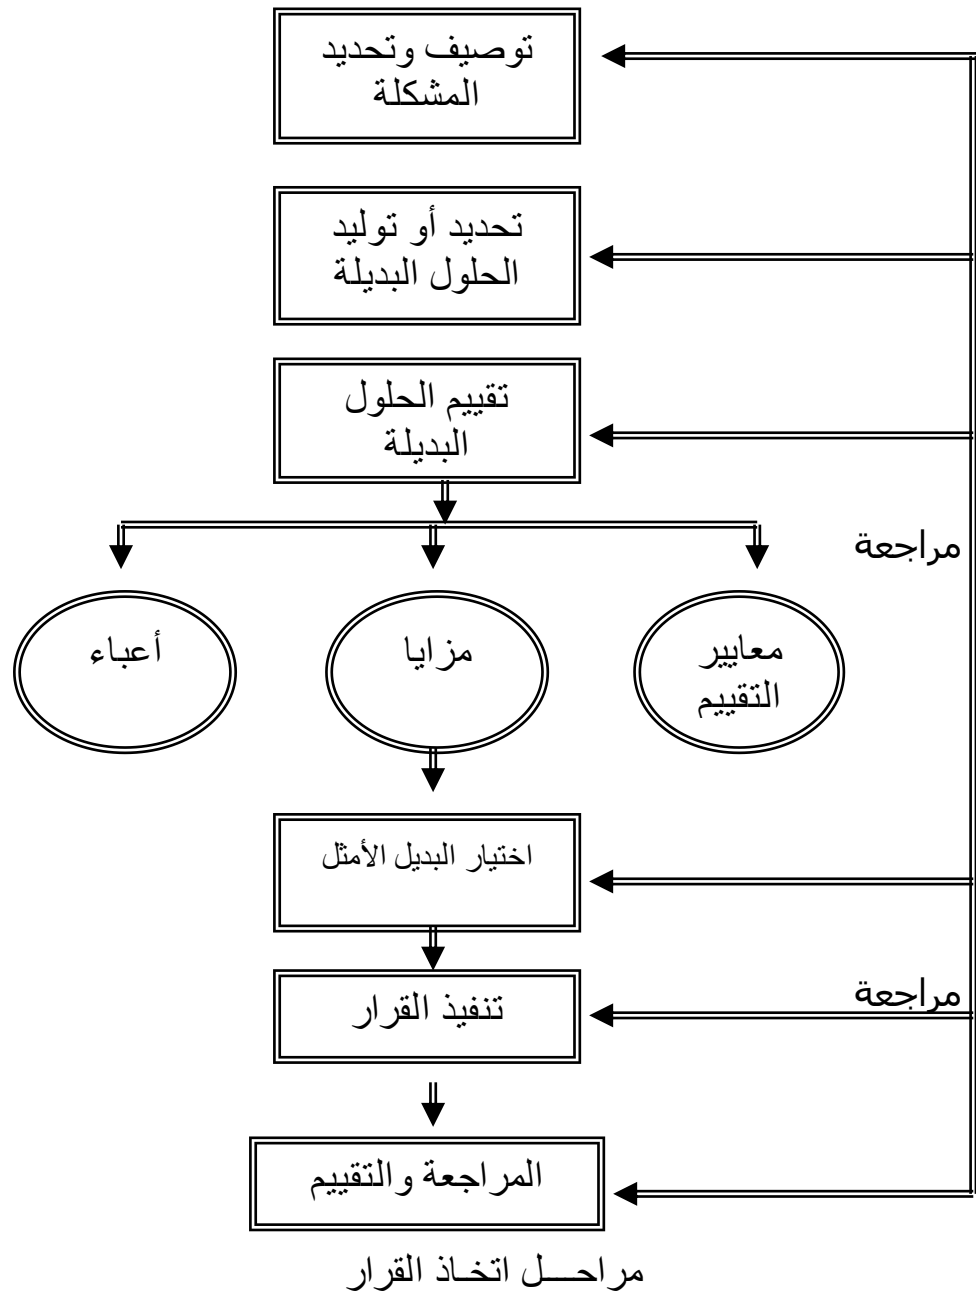 توصيف وتحديد
المشكلة
تحديد أو توليد
الحلول البديلة
تقييم الحلول
البديلة
مراجعة
معايير
التقييم
مزايا
أعباء
اختيار البديل الأمثل
مراجعة
تنفيذ القرار
المراجعة والتقييم
مراحـــل اتخـاذ القرار